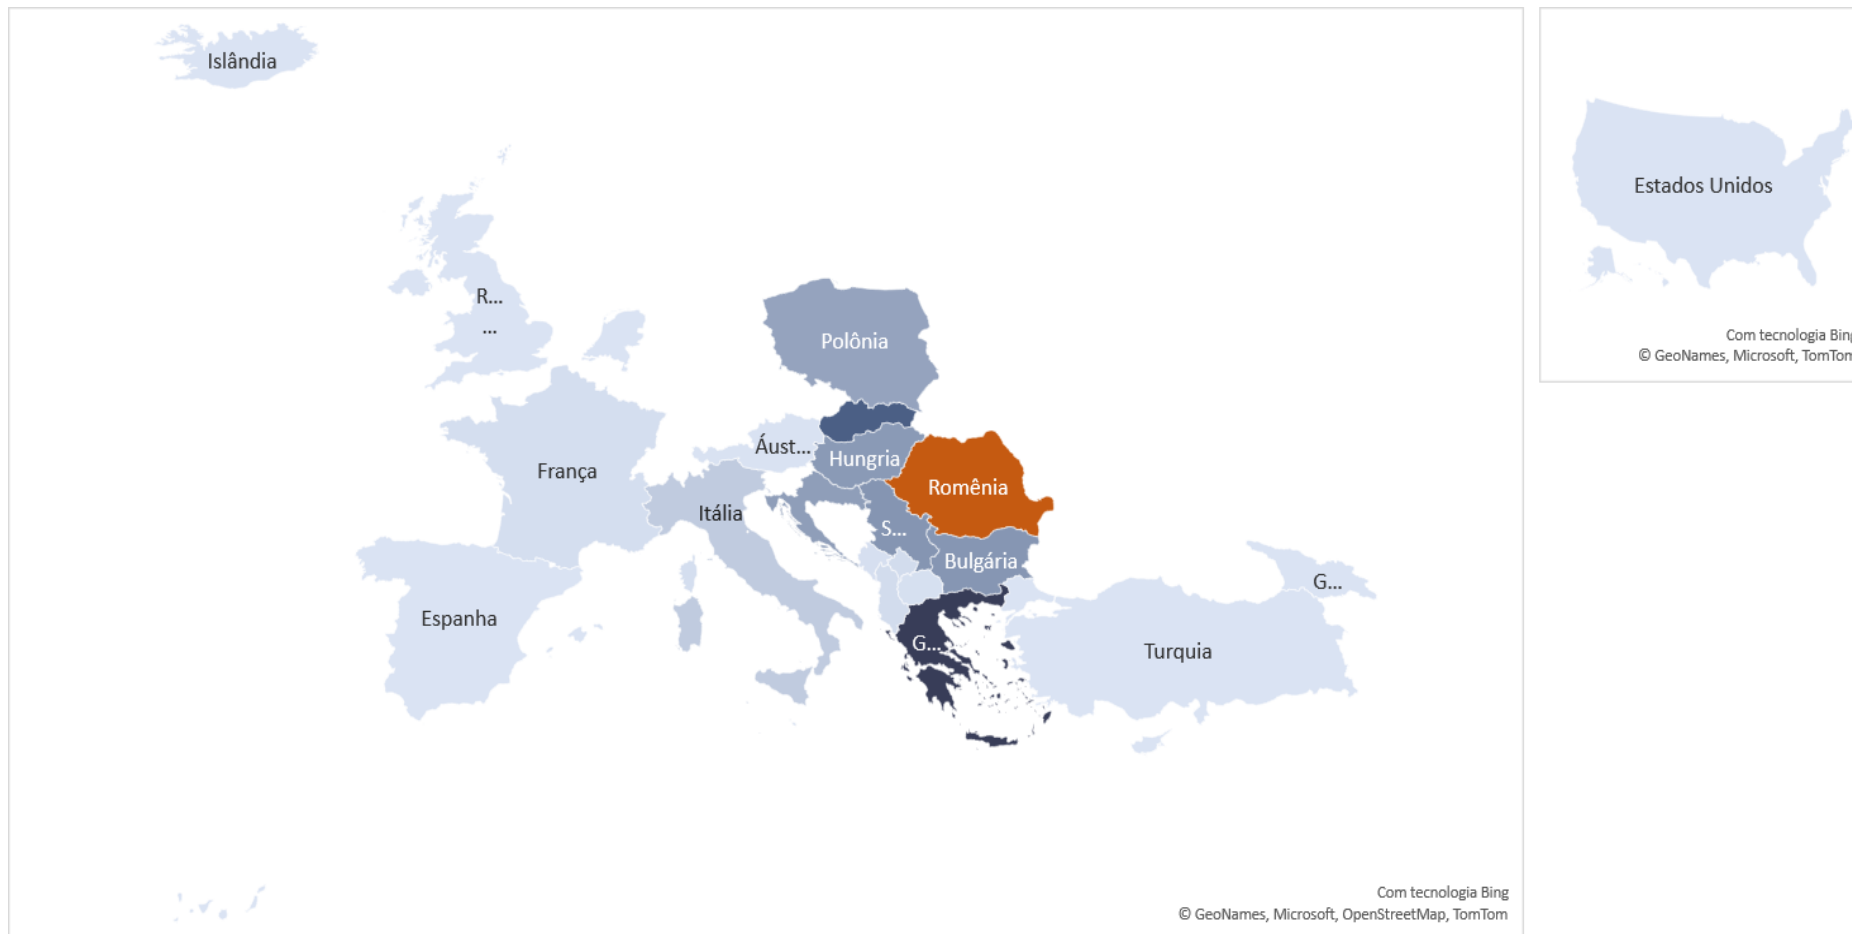 Islândia
R...
...
Polônia
Áust...
Hungria
França
Romênia
Itália
S...
Bulgária
G...
Espanha
G...
Turquia
Com tecnologia Bing
© GeoNames, Microsoft, OpenStreetMap, TomTom
Estados Unidos
Com tecnologia Bing
© GeoNames, Microsoft, TomTom